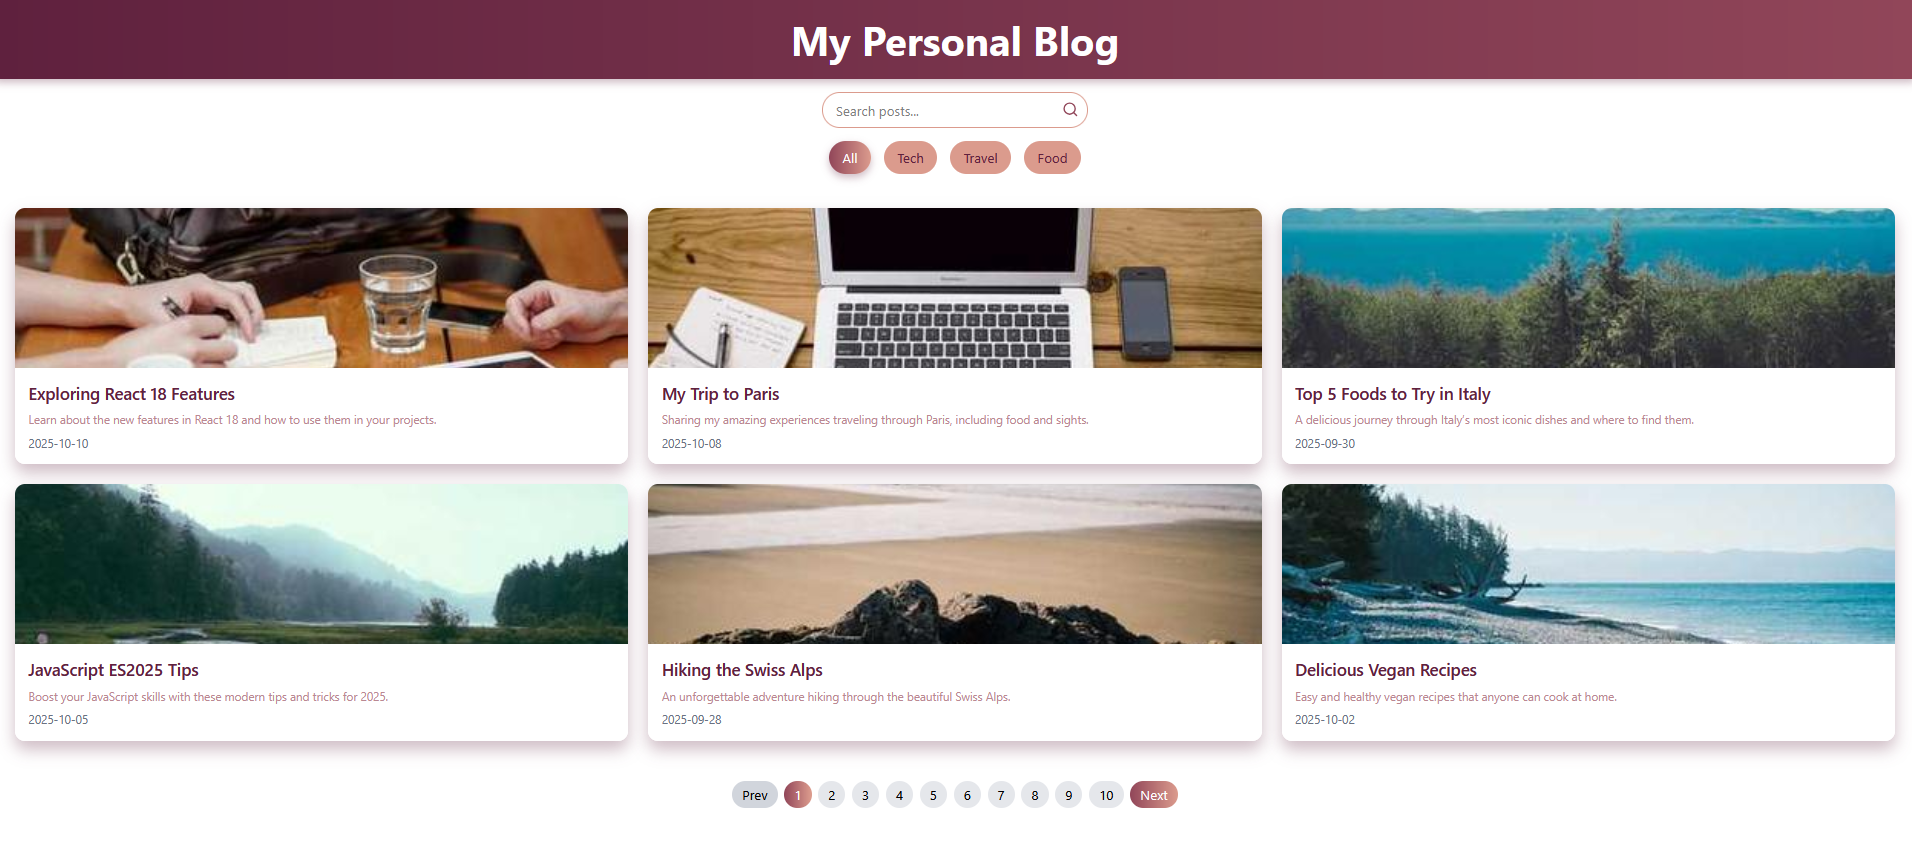 My Personal Blog
Search posts...
All Tech Travel Food
Exploring React 18 Features
Learn about the new features in React 18 and how to use them in your projects.
2025-10-10
My Trip to Paris
Sharing my amazing experiences traveling through Paris, including food and sights.
2025-10-08
Top 5 Foods to Try in Italy
A delicious journey through Italy's most iconic dishes and where to find them.
2025-09-30
JavaScript ES2025 Tips
Boost your JavaScript skills with these modern tips and tricks for 2025.
2025-10-05
Hiking the Swiss Alps
An unforgettable adventure hiking through the beautiful Swiss Alps.
2025-09-28
Delicious Vegan Recipes
Easy and healthy vegan recipes that anyone can cook at home.
2025-10-02
Prev 1 2 3 4 5 6 7 8 9 10 Next